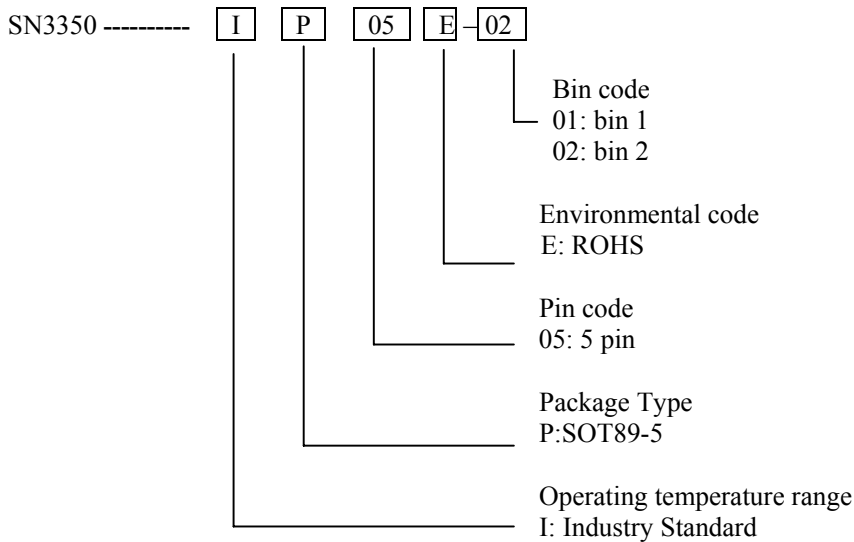 SN3350 ---------- I P 05 E – 02
Bin code
01: bin 1
02: bin 2
Environmental code
E: ROHS
Pin code
05: 5 pin
Package Type
P:SOT89-5
Operating temperature range
I: Industry Standard